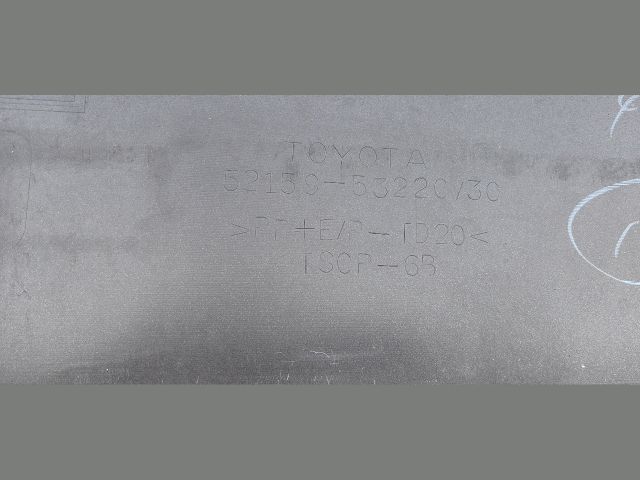 TOYOTA
52159-53220/30
>PP+E/P-TD20<
TSOP-6B